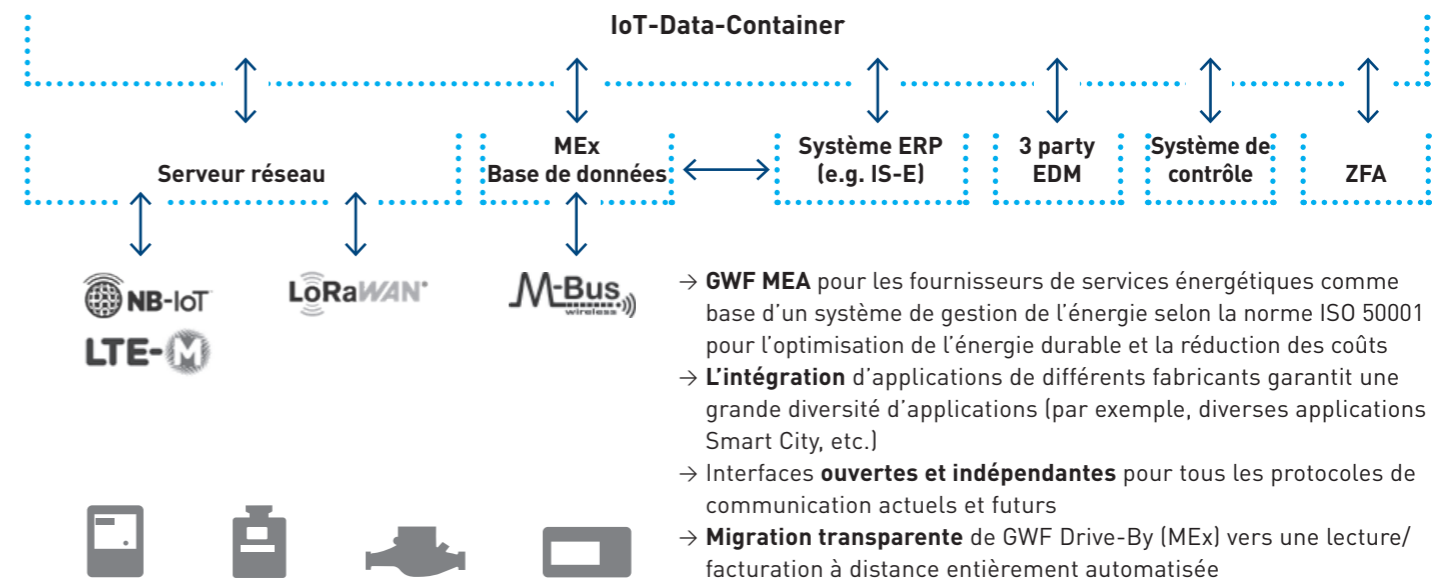 IoT-Data-Container
Serveur réseau
MEx
Base de données
Système ERP
(e.g. IS-E)
3 party
EDM
Système de
contrôle
ZFA
NB-IoT
LTE-M
LoRaWAN®
M-Bus
wireless
→ GWF MEA pour les fournisseurs de services énergétiques comme
base d’un système de gestion de l’énergie selon la norme ISO 50001
pour l’optimisation de l’énergie durable et la réduction des coûts
→ L’intégration d’applications de différents fabricants garantit une
grande diversité d’applications (par exemple, diverses applications
Smart City, etc.)
→ Interfaces ouvertes et indépendantes pour tous les protocoles de
communication actuels et futurs
→ Migration transparente de GWF Drive-By (MEx) vers une lecture/
facturation à distance entièrement automatisée